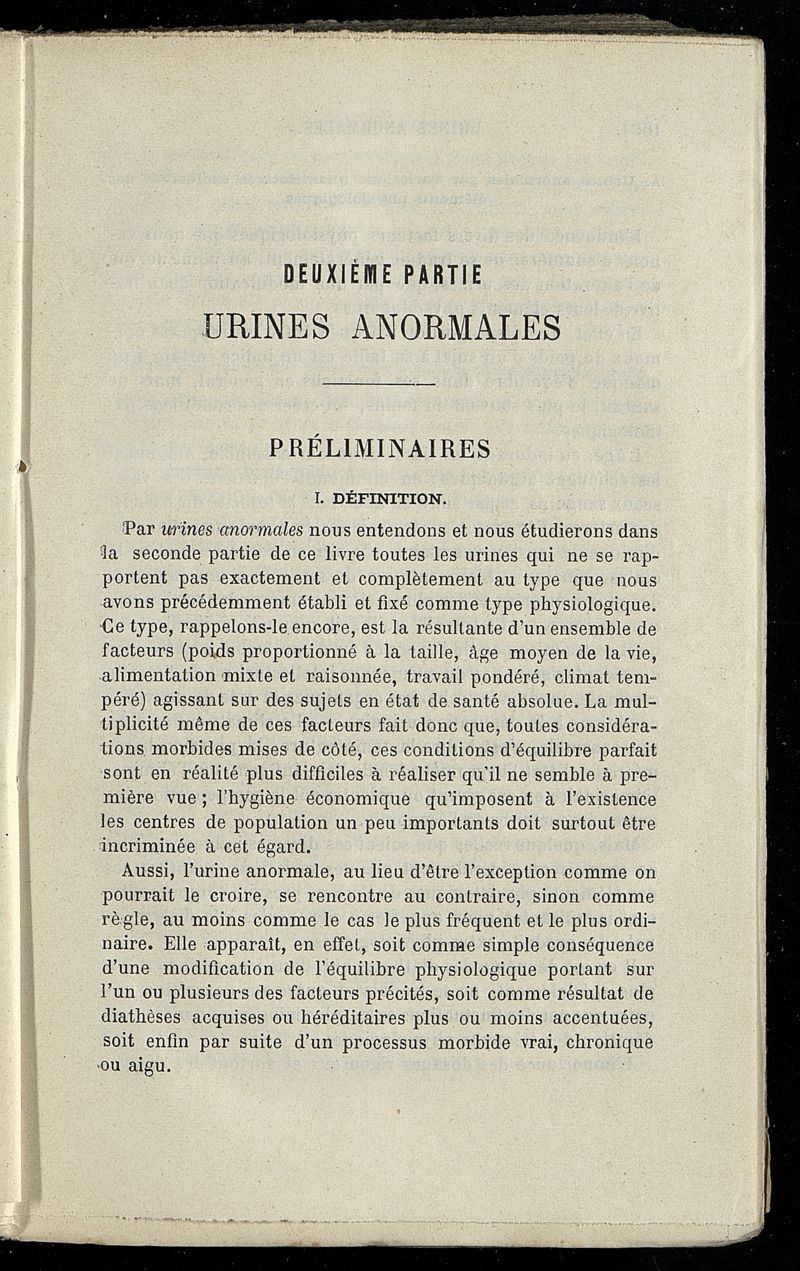 DEUXIÈME PARTIE
URINES ANORMALES
PRÉLIMINAIRES
I. DÉFINITION.
Par urines anormales nous entendons et nous étudierons dans
la seconde partie de ce livre toutes les urines qui ne se rap-
portent pas exactement et complètement au type que nous
avons précédemment établi et fixé comme type physiologique.
Ce type, rappelons-le encore, est la résultante d'un ensemble de
facteurs (poids proportionné à la taille, âge moyen de la vie,
alimentation mixte et raisonnée, travail pondéré, climat tem-
péré) agissant sur des sujets en état de santé absolue. La mul-
tiplicité même de ces facteurs fait donc que, toutes considéra-
tions morbides mises de côté, ces conditions d'équilibre parfait
sont en réalité plus difficiles à réaliser qu'il ne semble à pre-
mière vue ; l'hygiène économique qu'imposent à l'existence
les centres de population un peu importants doit surtout être
incriminée à cet égard.
Aussi, l'urine anormale, au lieu d'être l'exception comme on
pourrait le croire, se rencontre au contraire, sinon comme
règle, au moins comme le cas le plus fréquent et le plus ordi-
naire. Elle apparaît, en effet, soit comme simple conséquence
d'une modification de l'équilibre physiologique portant sur
l'un ou plusieurs des facteurs précités, soit comme résultat de
diathèses acquises ou héréditaires plus ou moins accentuées,
soit enfin par suite d'un processus morbide vrai, chronique
ou aigu.